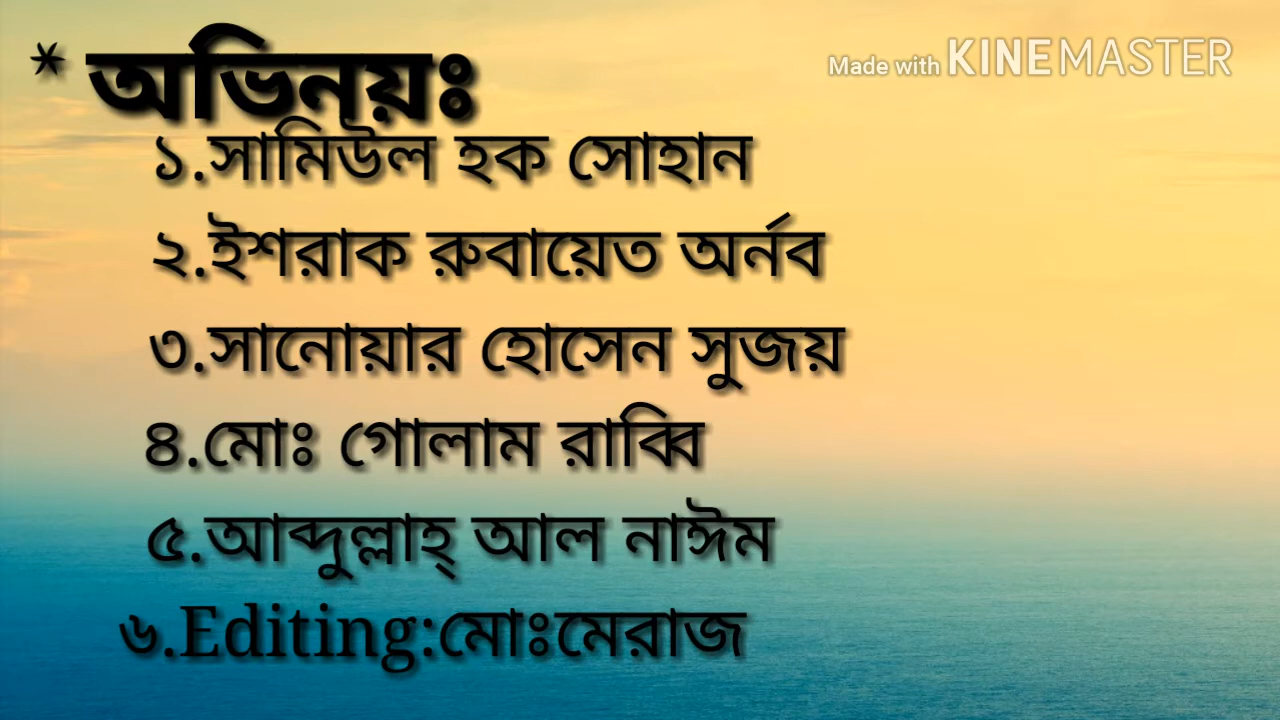 * অভিনয়ঃ
Made with KINEMASTER
১.সামিউল হক সোহান
২.ইশরাক রুবায়েত অর্নব
৩.সানোয়ার হোসেন সুজয়
৪.মোঃ গোলাম রাব্বি
৫.আব্দুল্লাহ্ আল নাঈম
৬.Editing:মোঃমেরাজ